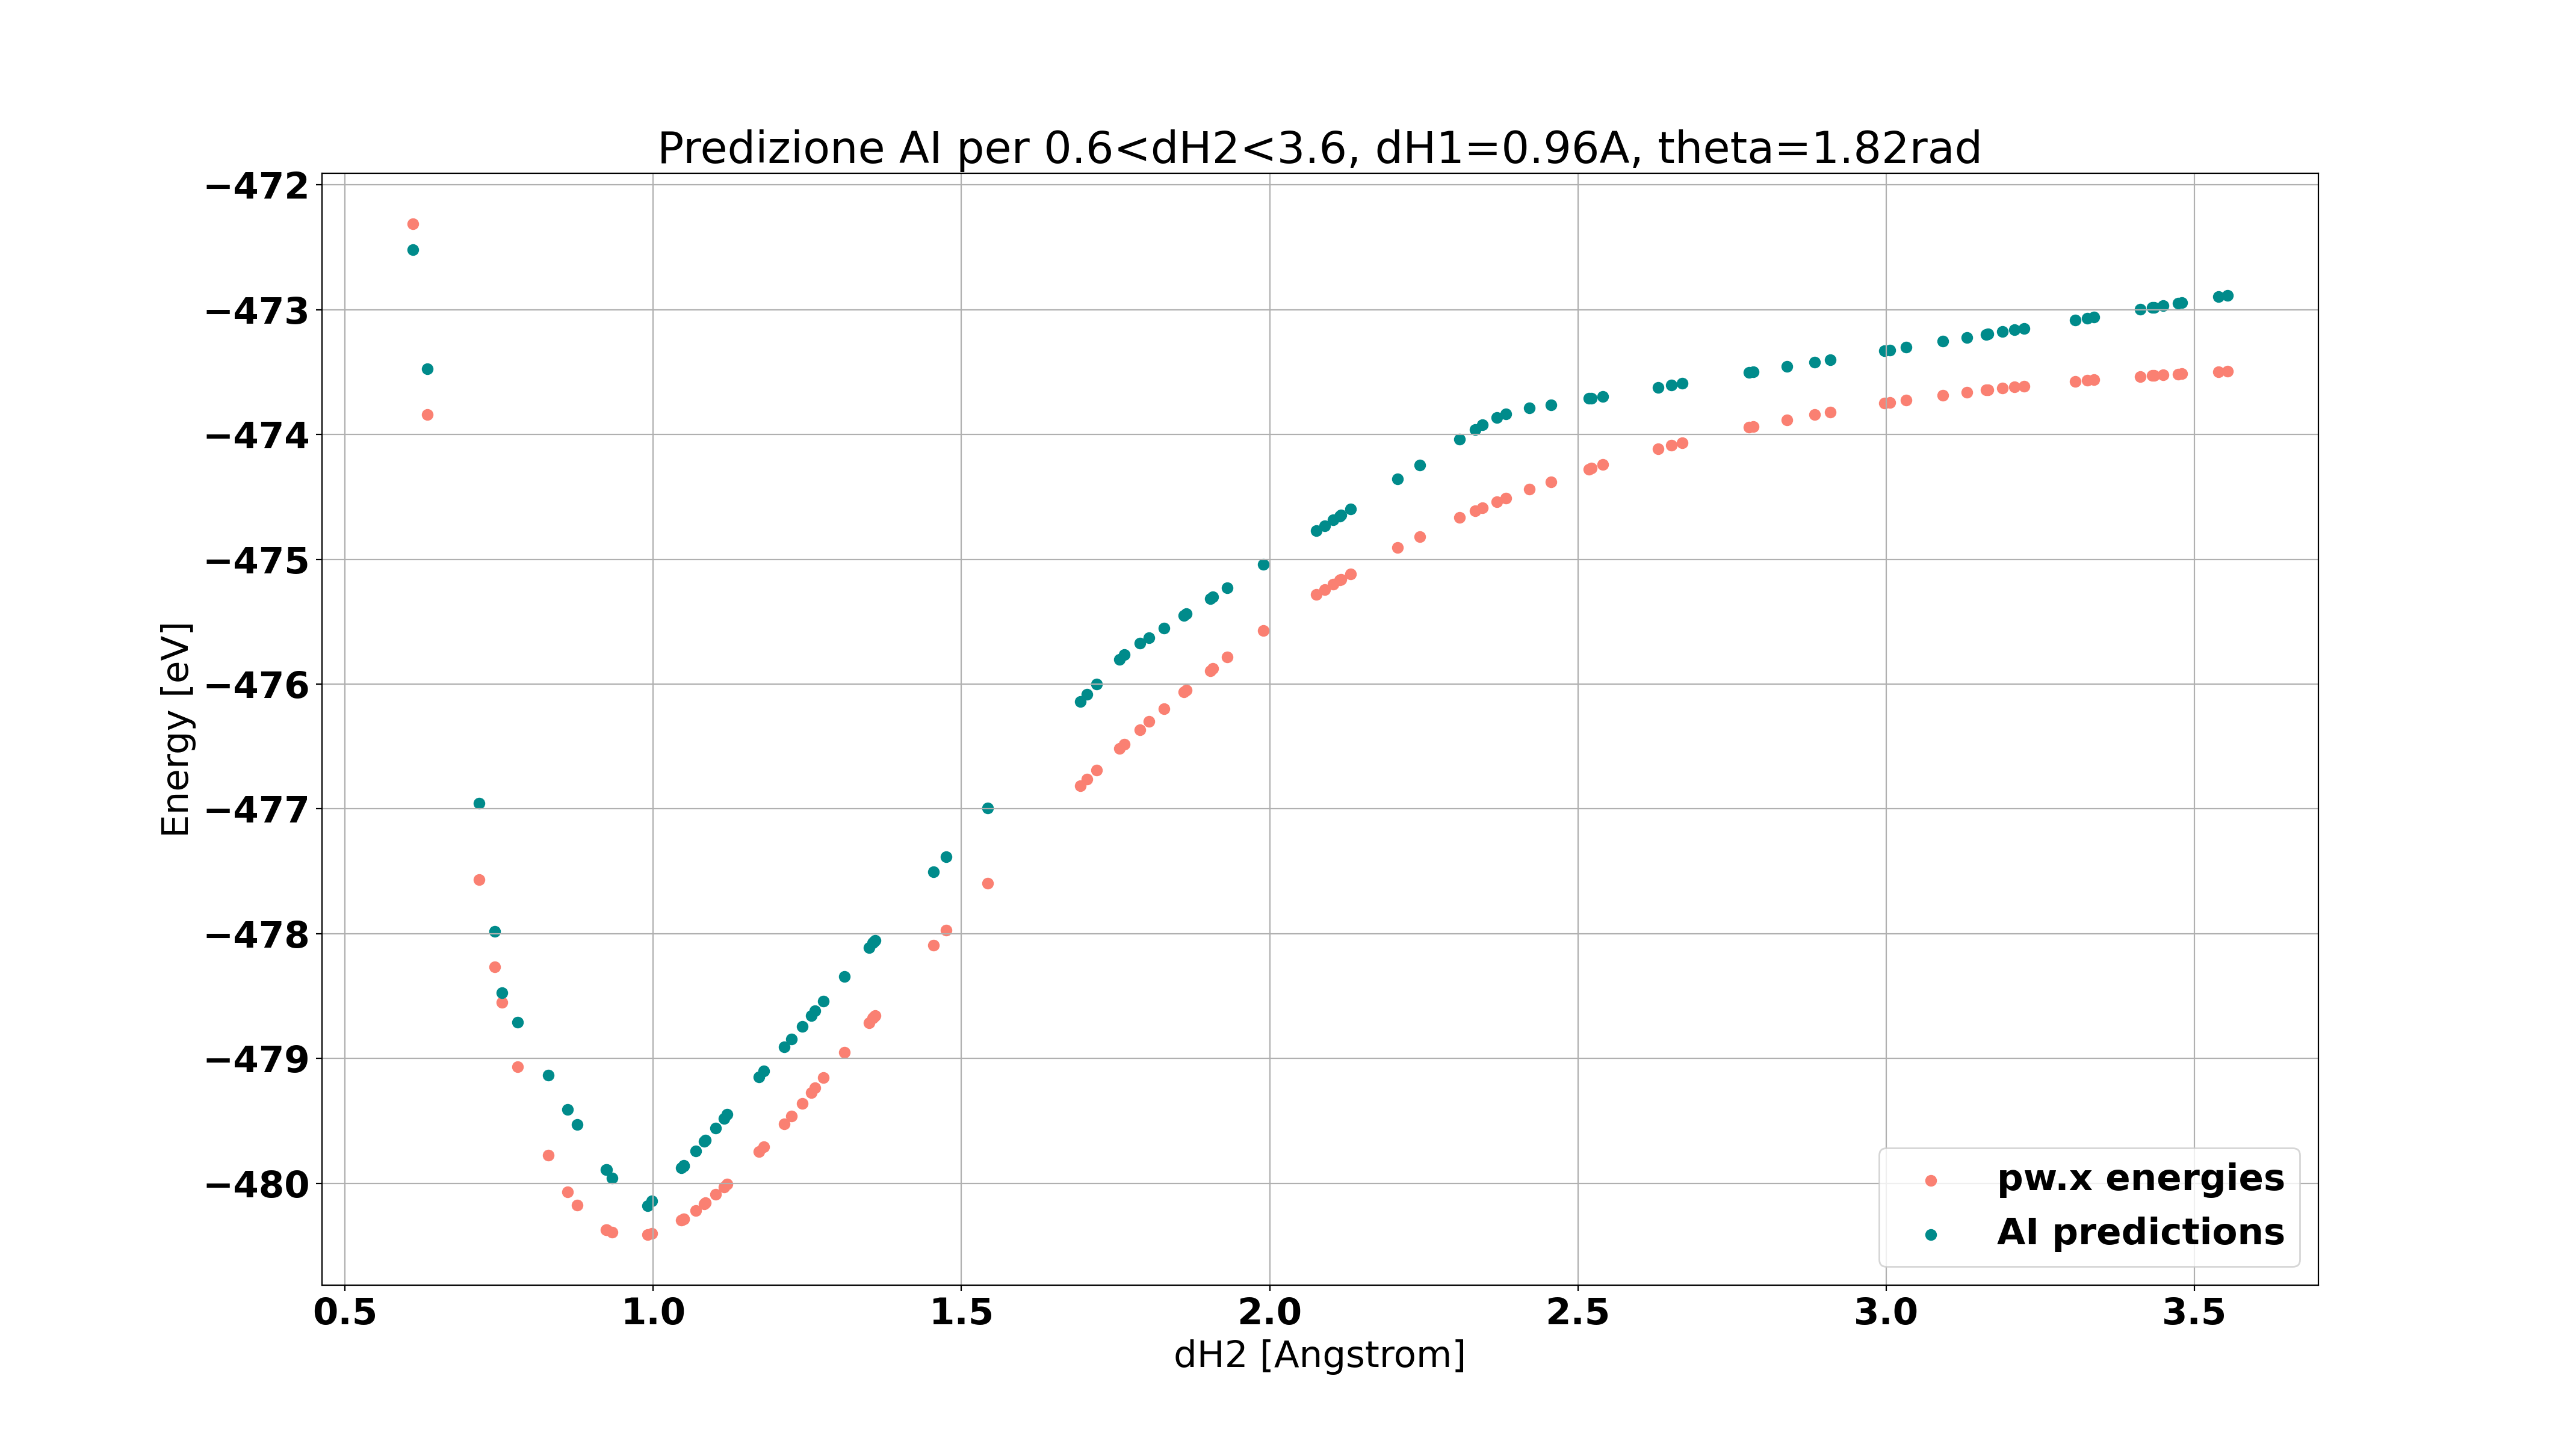 Predizione AI per 0.6<dH2<3.6, dH1=0.96A, theta=1.82rad
−472
−473
−474
−475
−476
−477
−478
−479
−480
Energy [eV]
pw.x energies
AI predictions
0.5 1.0 1.5 2.0 2.5 3.0 3.5
dH2 [Angstrom]